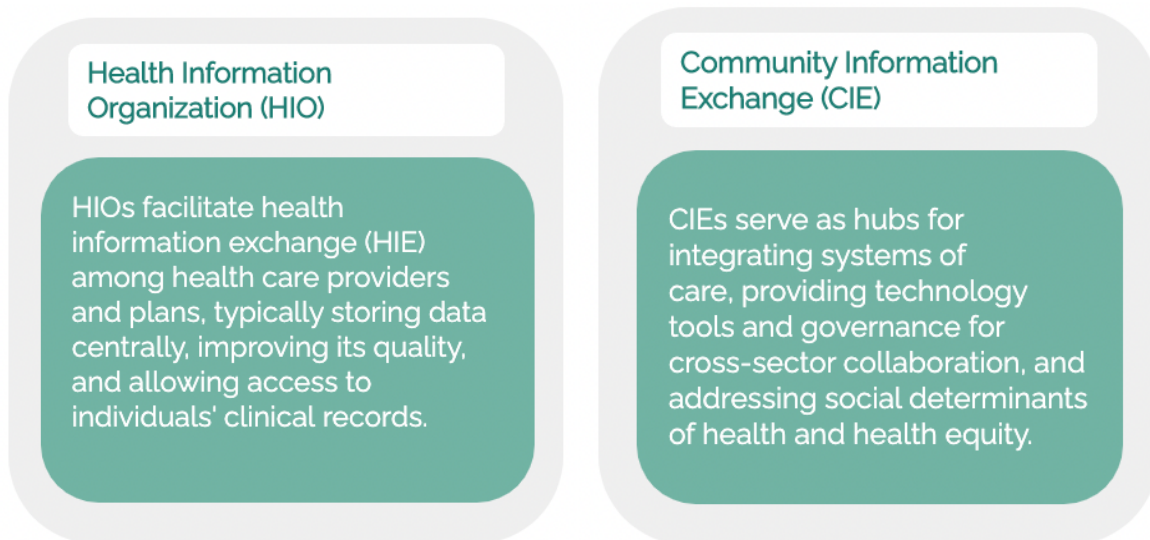 Health Information
Organization (HIO)
HIOs facilitate health
information exchange (HIE)
among health care providers
and plans, typically storing data
centrally, improving its quality,
and allowing access to
individuals' clinical records.
Community Information
Exchange (CIE)
CIEs serve as hubs for
integrating systems of
care, providing technology
tools and governance for
cross-sector collaboration, and
addressing social determinants
of health and health equity.